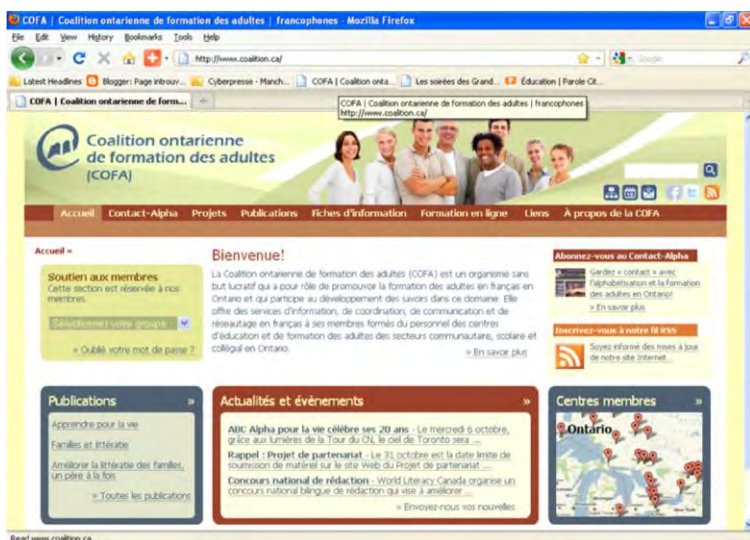 COFA | Coalition ontarienne de formation des adultes | francophones - Mozilla Firefox
File Edit View History Bookmarks Tools Help
http://www.coalition.ca/
Google
Latest Headlines Blogger: Page introuv... Cyberpresse - Manch... COFA | Coalition onta... Les soirées des Grand... Éducation | Parole Cit...
COFA | Coalition ontarienne de form...
COFA | Coalition ontarienne de formation des adultes | francophones
http://www.coalition.ca/
Coalition ontarienne
de formation des adultes
(COFA)
Accueil Contact-Alpha Projets Publications Fiches d'information Formation en ligne Liens À propos de la COFA
Accueil »
Soutien aux membres
Cette section est réservée à nos
membres.
Sélectionnez votre groupe
» Oublié votre mot de passe ?
Bienvenue!
La Coalition ontarienne de formation des adultes (COFA) est un organisme sans
but lucratif qui a pour rôle de promouvoir la formation des adultes en français en
Ontario et qui participe au développement des savoirs dans ce domaine. Elle
offre des services d'information, de coordination, de communication et de
réseautage en français à ses membres formés du personnel des centres
d'éducation et de formation des adultes des secteurs communautaire, scolaire et
collégial en Ontario.
» En savoir plus
Abonnez-vous au Contact-Alpha
Gardez « contact » avec
l'alphabétisation et la formation
des adultes en Ontario!
» En savoir plus
Inscrivez-vous à notre fil RSS
Soyez informé des mises à jour
de notre site Internet...
Publications »
Apprendre pour la vie
Familles et littératie
Améliorer la littératie des familles,
un père à la fois
» Toutes les publications
Actualités et évènements »
ABC Alpha pour la vie célèbre ses 20 ans - Le mercredi 6 octobre,
grâce aux lumières de la Tour du CN, le ciel de Toronto sera ...
Rappel : Projet de partenariat - Le 31 octobre est la date limite de
soumission de matériel sur le site Web du Projet de partenariat ...
Concours national de rédaction - World Literacy Canada organise un
concours national bilingue de rédaction qui vise à améliorer ...
» Envoyez-nous vos nouvelles
Centres membres »
Ontario
Read www.coalition.ca